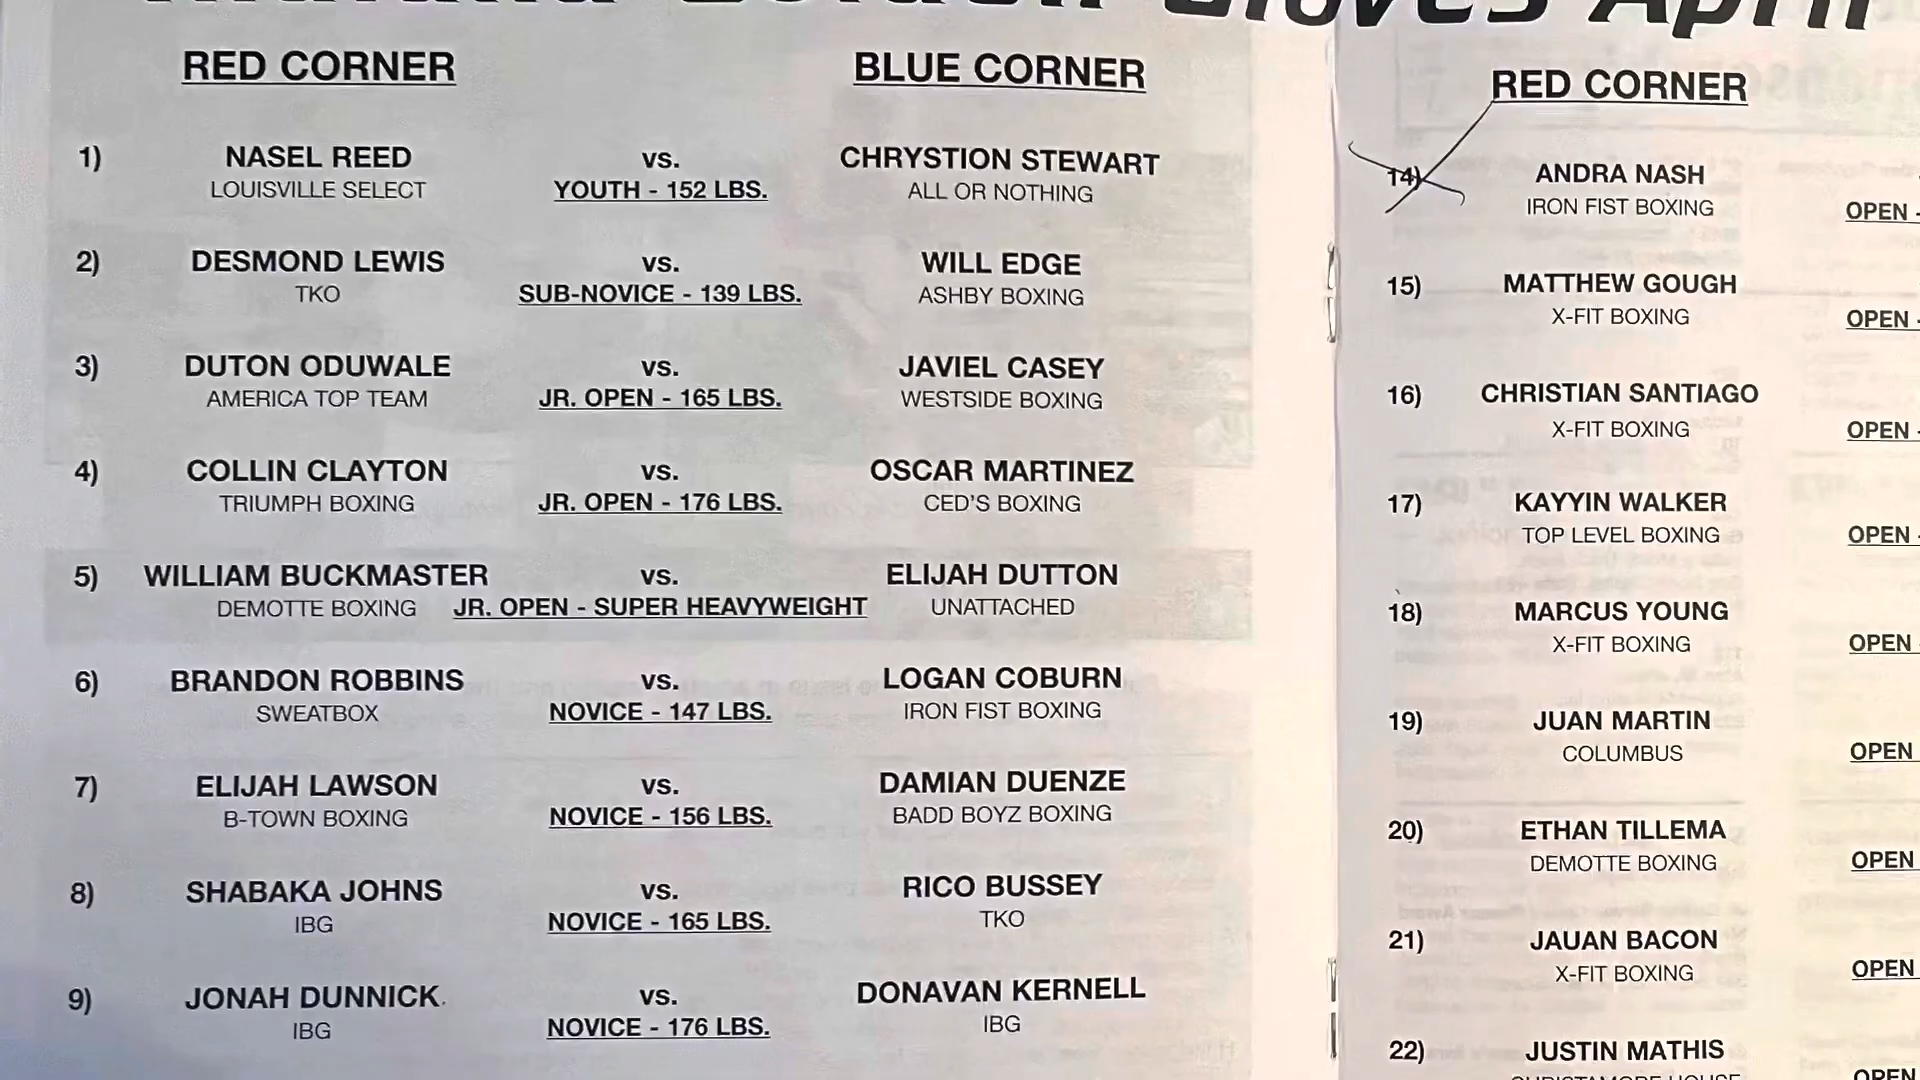 Golden Gloves April
RED CORNER BLUE CORNER
1) NASEL REED vs. CHRYSTION STEWART
LOUISVILLE SELECT YOUTH - 152 LBS. ALL OR NOTHING
2) DESMOND LEWIS vs. WILL EDGE
TKO SUB-NOVICE - 139 LBS. ASHBY BOXING
3) DUTON ODUWALE vs. JAVIEL CASEY
AMERICA TOP TEAM JR. OPEN - 165 LBS. WESTSIDE BOXING
4) COLLIN CLAYTON vs. OSCAR MARTINEZ
TRIUMPH BOXING JR. OPEN - 176 LBS. CED'S BOXING
5) WILLIAM BUCKMASTER vs. ELIJAH DUTTON
DEMOTTE BOXING JR. OPEN - SUPER HEAVYWEIGHT UNATTACHED
6) BRANDON ROBBINS vs. LOGAN COBURN
SWEATBOX NOVICE - 147 LBS. IRON FIST BOXING
7) ELIJAH LAWSON vs. DAMIAN DUENZE
B-TOWN BOXING NOVICE - 156 LBS. BADD BOYZ BOXING
8) SHABAKA JOHNS vs. RICO BUSSEY
IBG NOVICE - 165 LBS. TKO
9) JONAH DUNNICK vs. DONAVAN KERNELL
IBG NOVICE - 176 LBS. IBG
RED CORNER
14) ANDRA NASH
IRON FIST BOXING OPEN -
15) MATTHEW GOUGH
X-FIT BOXING OPEN -
16) CHRISTIAN SANTIAGO
X-FIT BOXING OPEN -
17) KAYYIN WALKER
TOP LEVEL BOXING OPEN -
18) MARCUS YOUNG
X-FIT BOXING OPEN
19) JUAN MARTIN
COLUMBUS OPEN
20) ETHAN TILLEMA
DEMOTTE BOXING OPEN
21) JAUAN BACON
X-FIT BOXING OPEN
22) JUSTIN MATHIS
CHRISTAMORE HOUSE OPEN